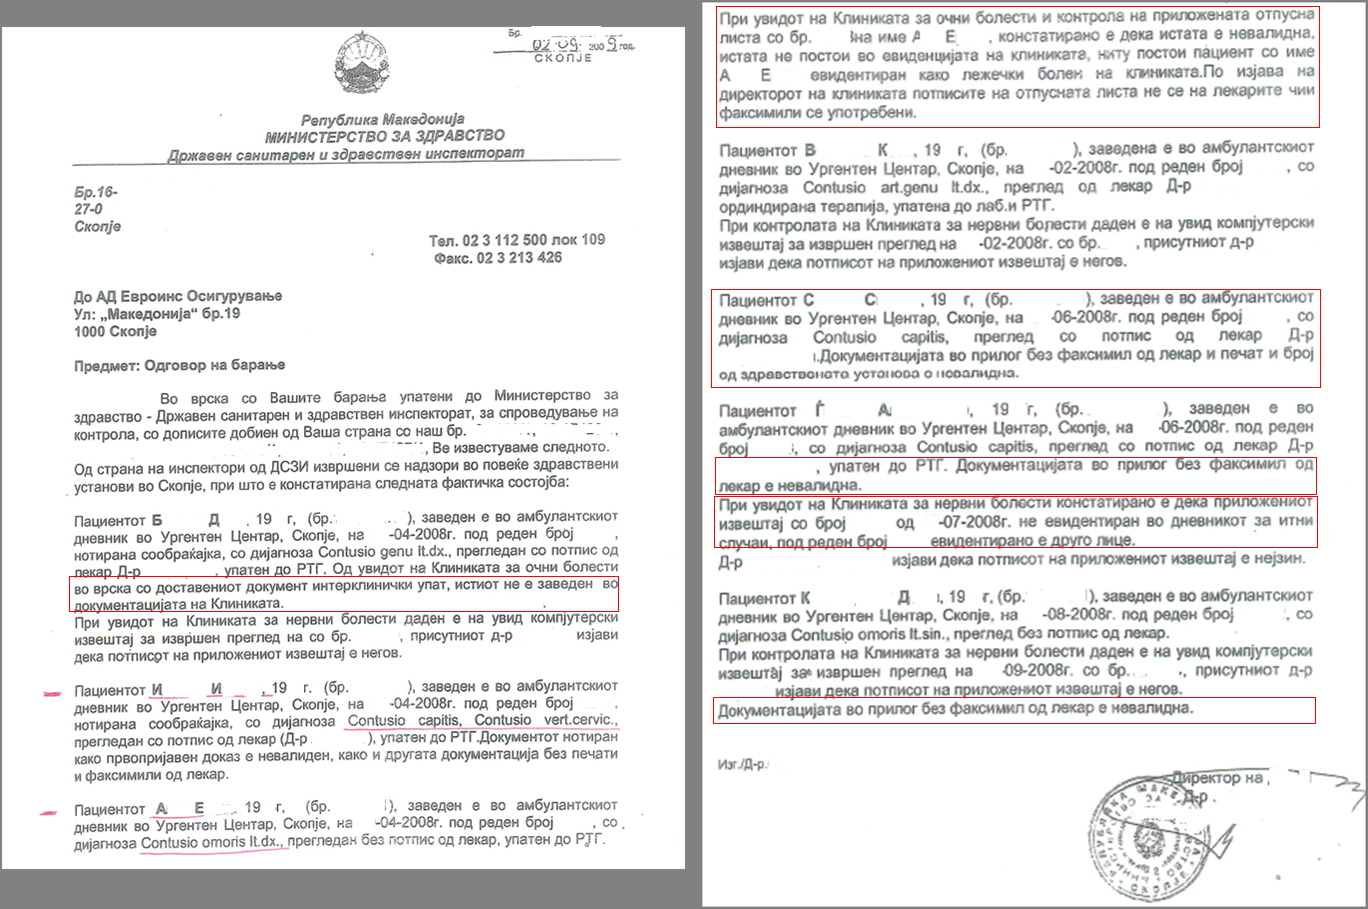 Бр.
02 09 2009 год.
СКОПЈЕ
Република Македонија
МИНИСТЕРСТВО ЗА ЗДРАВСТВО
Државен санитарен и здравствен инспекторат
Бр.16-
27-0
Скопје
Тел. 02 3 112 500 лок 109
Факс. 02 3 213 426
До АД Евроинс Осигурување
Ул: „Македонија“ бр.19
1000 Скопје
Предмет: Одговор на барање
Во врска со Вашите барања упатени до Министерство за
здравство - Државен санитарен и здравствен инспекторат, за спроведување на
контрола, со дописите добиен од Ваша страна со наш бр.
, Ве известуваме следното.
Од страна на инспектори од ДСЗИ извршени се надзори во повеќе здравствени
установи во Скопје, при што е констатирана следната фактичка состојба:
Пациентот Б Д , 19 г, (бр. ), заведен е во амбулантскиот
дневник во Ургентен Центар, Скопје, на -04-2008г. под реден број ,
нотирана сообраќајка, со дијагноза Contusio genu lt.dx., прегледан со потпис од
лекар Д-р , упатен до РТГ. Од увидот на Клиниката за очни болести
во врска со доставениот документ интерклинички упат, истиот не е заведен во
документацијата на Клиниката.
При увидот на Клиниката за нервни болести даден е на увид компјутерски
извештај за извршен преглед на со бр. , присутниот д-р изјави
дека потписот на приложениот извештај е негов.
Пациентот И И , 19 г. (бр. ), заведен е во амбулантскиот
дневник во Ургентен Центар, Скопје, на -04-2008г. под реден број
нотирана сообраќајка, со дијагноза Contusio capitis, Contusio vert.cervic.,
прегледан со потпис од лекар (Д-р ), упатен до РТГ.Документот нотиран
како првопријавен доказ е невалиден, како и другата документација без печати
и факсимили од лекар.
Пациентот А Е , 19 г, (бр. ), заведен е во амбулантскиот
дневник во Ургентен Центар, Скопје, на -04-2008г. под реден број , со
дијагноза Contusio omoris lt.dx., прегледан без потпис од лекар, упатен до РТГ.
При увидот на Клиниката за очни болести и контрола на приложената отпусна
листа со бр. на име А Е , констатирано е дека истата е невалидна,
истата не постои во евиденцијата на клиниката, ниту постои пациент со име
А Е евидентиран како лежечки болен на клиниката.По изјава на
директорот на клиниката потписите на отпусната листа не се на лекарите чии
факсимили се употребени.
Пациентот В К , 19 г, (бр. ), заведена е во амбулантскиот
дневник во Ургентен Центар, Скопје, на -02-2008г. под реден број , со
дијагноза Contusio art.genu lt.dx., преглед од лекар Д-р
ординдирана терапија, упатена до лаб.и РТГ.
При контролата на Клиниката за нервни болести даден е на увид компјутерски
извештај за извршен преглед на -02-2008г. со бр. , присутниот д-р
изјави дека потписот на приложениот извештај е негов.
Пациентот С С , 19 г, (бр. ), заведен е во амбулантскиот
дневник во Ургентен Центар, Скопје, на -06-2008г. под реден број , со
дијагноза Contusio capitis, преглед со потпис од лекар Д-р
.Документацијата во прилог без факсимил од лекар и печат и број
од здравствената установа е невалидна.
Пациентот Ѓ А , 19 г, (бр. ), заведен е во
амбулантскиот дневник во Ургентен Центар, Скопје, на -06-2008г. под реден
број , со дијагноза Contusio capitis, преглед со потпис од лекар Д-р
, упатен до РТГ. Документацијата во прилог без факсимил од
лекар е невалидна.
При увидот на Клиниката за нервни болести констатирано е дека приложениот
извештај со број од -07-2008г. не евидентиран во дневникот за итни
случаи, под реден број евидентирано е друго лице.
Д-р изјави дека потписот на приложениот извештај е нејзин.
Пациентот К Д , 19 г, (бр. ), заведен е во амбулантскиот
дневник во Ургентен Центар, Скопје, на -08-2008г. под реден број , со
дијагноза Contusio omoris lt.sin., преглед без потпис од лекар.
При контролата на Клиниката за нервни болести даден е на увид компјутерски
извештај за извршен преглед на -09-2008г. со бр. , присутниот д-р
изјави дека потписот на приложениот извештај е негов.
Документацијата во прилог без факсимил од лекар е невалидна.
Изг./Д-р.
Директор на
Д-р